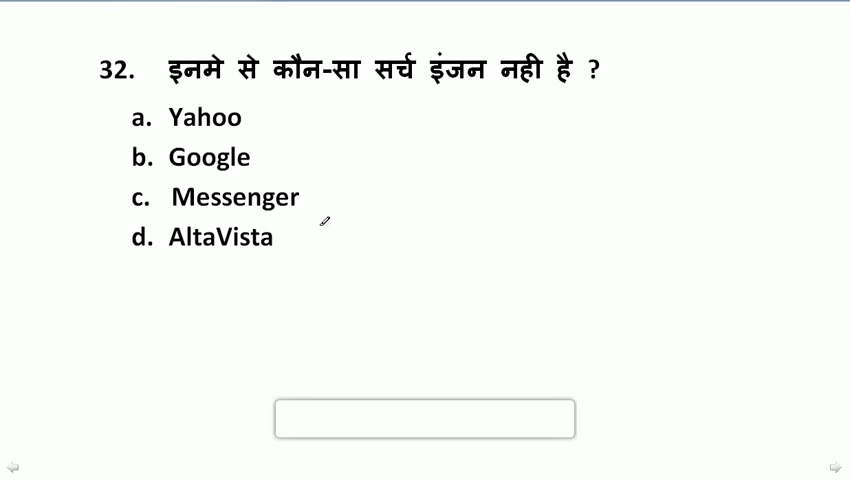 32. इनमे से कौन-सा सर्च इंजन नही है ?
a. Yahoo
b. Google
c. Messenger
d. AltaVista